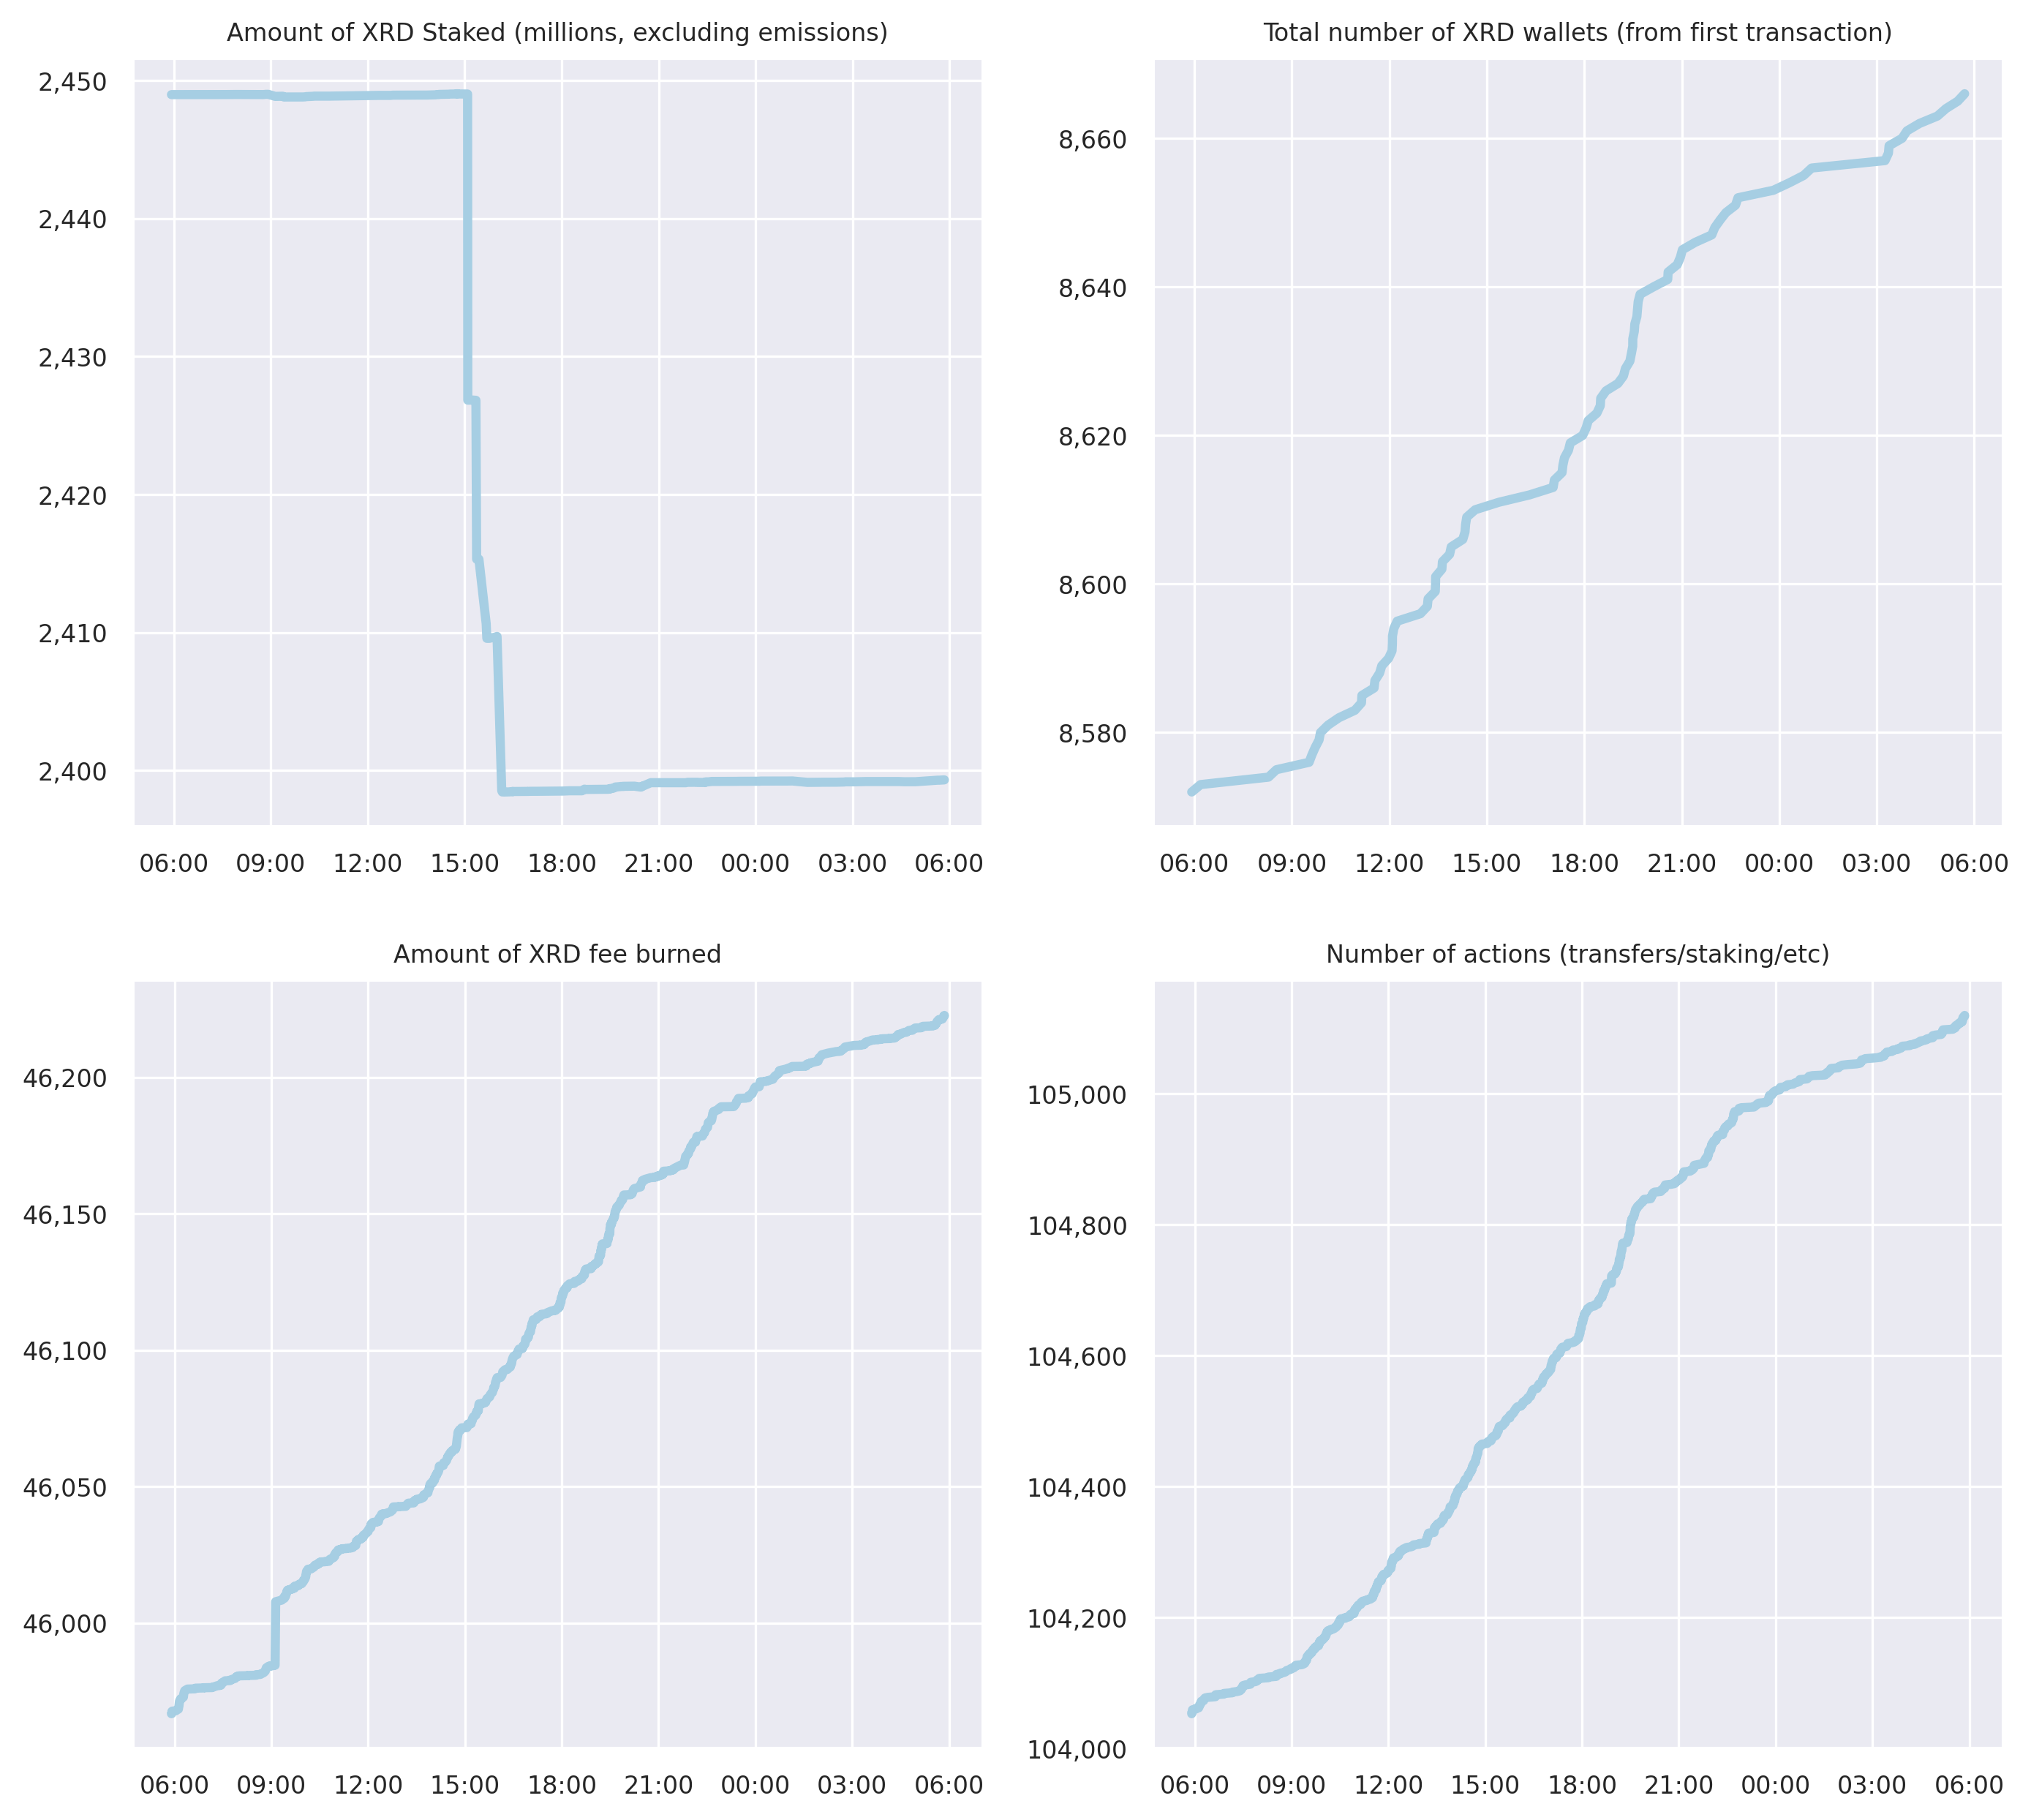 Amount of XRD Staked (millions, excluding emissions)
2,450
2,440
2,430
2,420
2,410
2,400
06:00 09:00 12:00 15:00 18:00 21:00 00:00 03:00 06:00
Total number of XRD wallets (from first transaction)
8,660
8,640
8,620
8,600
8,580
06:00 09:00 12:00 15:00 18:00 21:00 00:00 03:00 06:00
Amount of XRD fee burned
46,200
46,150
46,100
46,050
46,000
06:00 09:00 12:00 15:00 18:00 21:00 00:00 03:00 06:00
Number of actions (transfers/staking/etc)
105,000
104,800
104,600
104,400
104,200
104,000
06:00 09:00 12:00 15:00 18:00 21:00 00:00 03:00 06:00